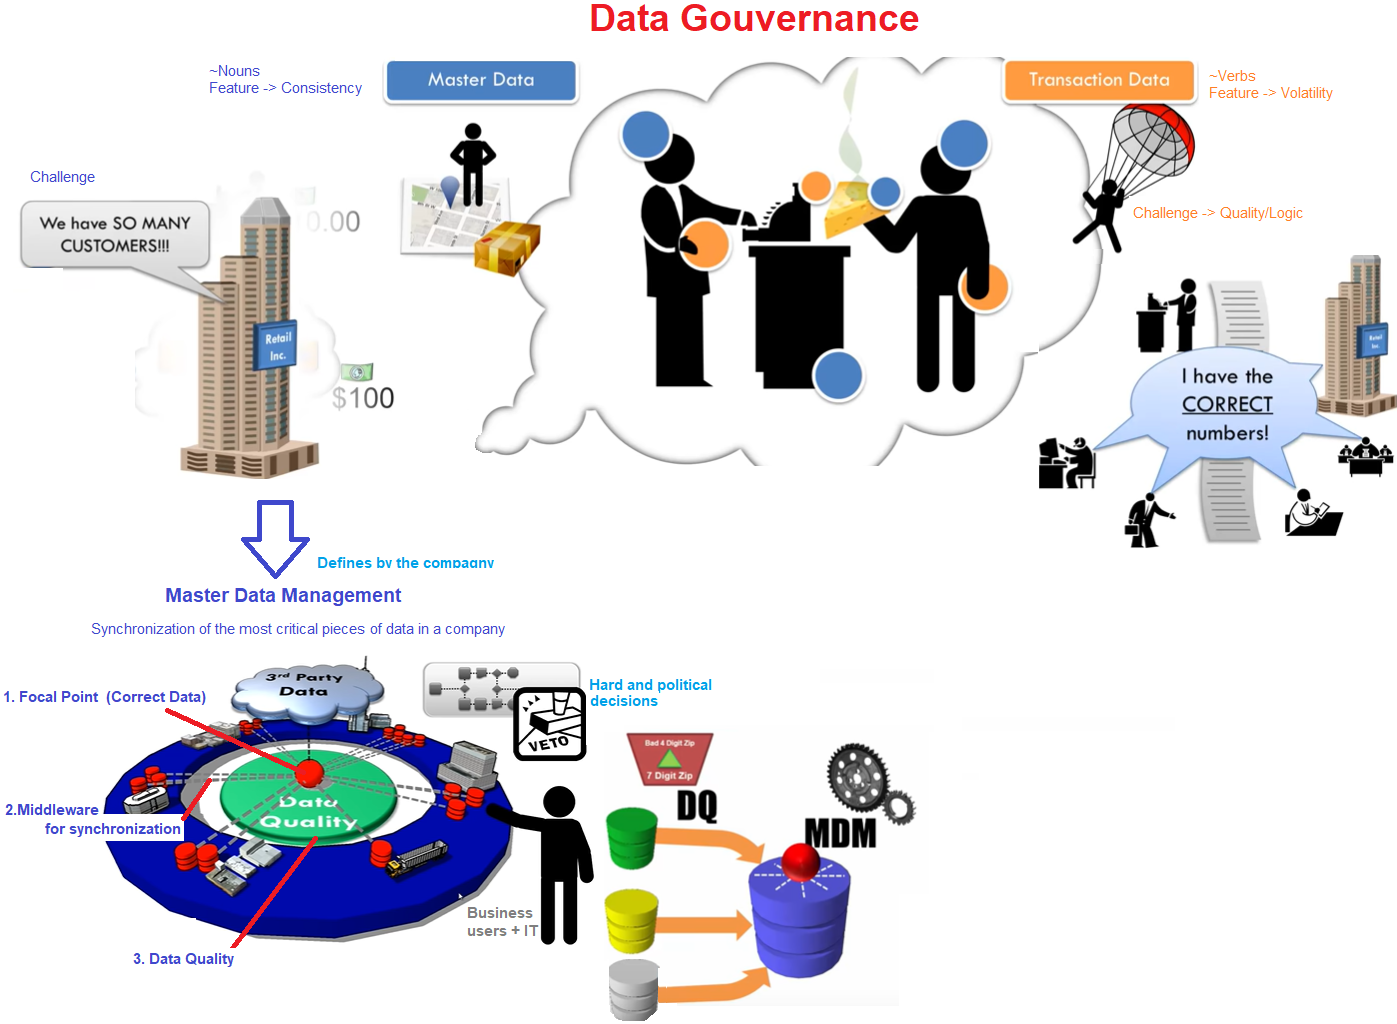 Data Gouvernance
~Nouns
Feature -> Consistency
Master Data
Transaction Data
~Verbs
Feature -> Volatility
Challenge
We have SO MANY
CUSTOMERS!!!
0.00
Retail
Inc.
$100
Challenge -> Quality/Logic
Retail
Inc.
I have the
CORRECT
numbers!
Defines by the compagny
Master Data Management
Synchronization of the most critical pieces of data in a company
3rd Party
Data
1. Focal Point  (Correct Data)
Hard and political
decisions
VETO
Bad 4 Digit Zip
7 Digit Zip
DQ
MDM
Data
Quality
2.Middleware
for synchronization
Business
users + IT
3. Data Quality